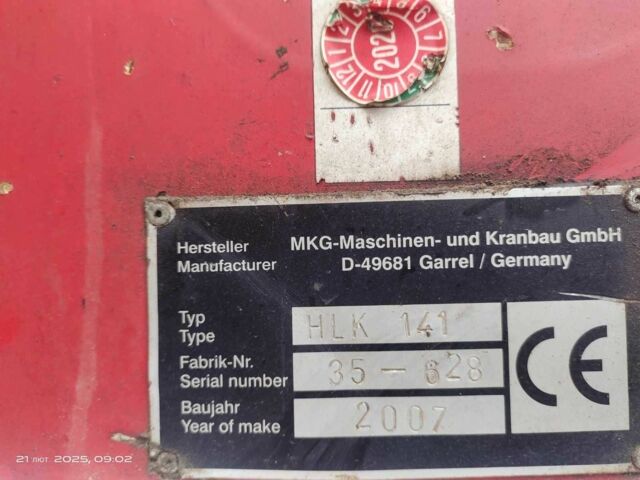 2020
Hersteller MKG-Maschinen- und Kranbau GmbH
Manufacturer D-49681 Garrel / Germany
Typ
Type HLK 141
Fabrik-Nr.
Serial number 35-628
Baujahr
Year of make 2007
CE
21 лют 2025, 09:02